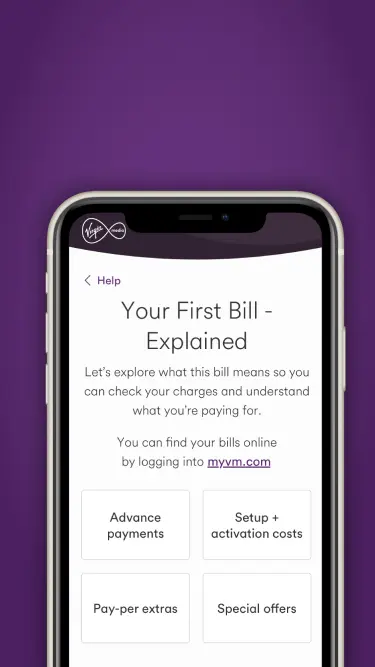 Virgin media
Help
Your First Bill -
Explained
Let's explore what this bill means so you
can check your charges and understand
what you're paying for.
You can find your bills online
by logging into myvm.com
Advance
payments
Setup +
activation costs
Pay-per extras
Special offers